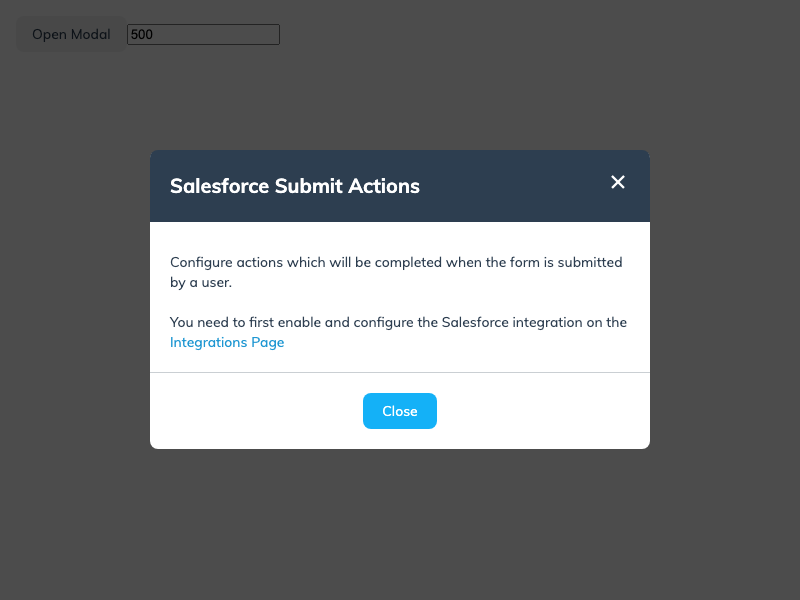 Open Modal 500
Salesforce Submit Actions
Configure actions which will be completed when the form is submitted
by a user.
You need to first enable and configure the Salesforce integration on the
Integrations Page
Close